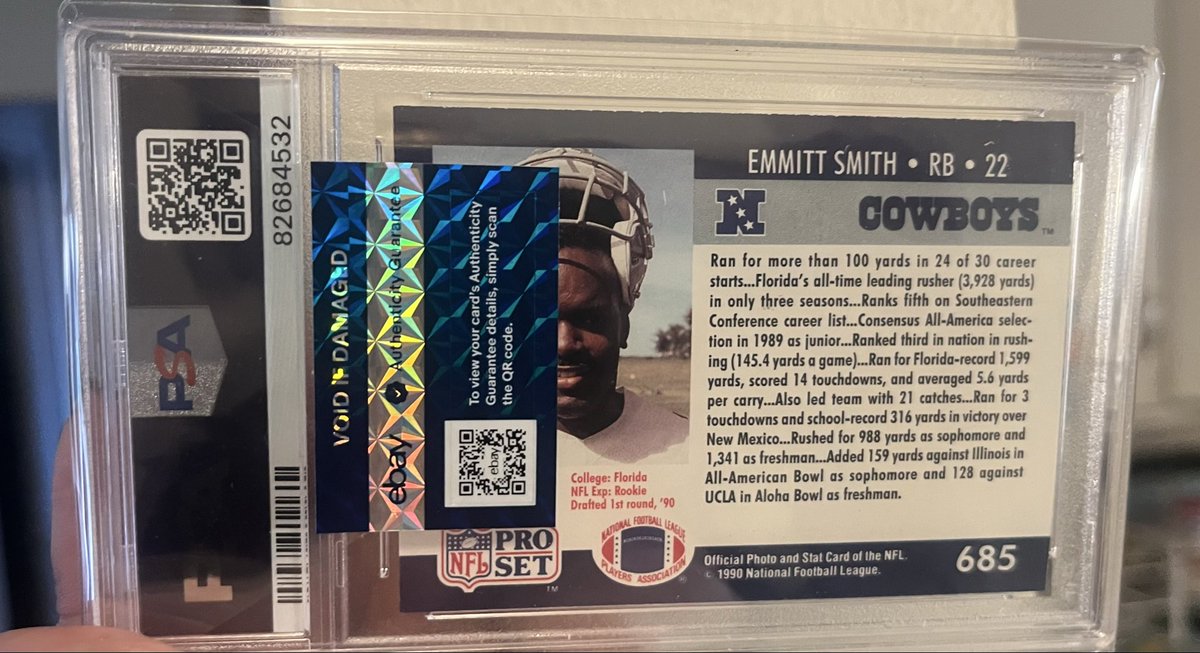 82684532
PSA
VOID IF DAMAGED
ebay Authenticity Guarantee
To view your card's Authenticity
Guarantee details, simply scan
the QR code.
ebay
EMMITT SMITH • RB • 22
N
COWBOYS™
Ran for more than 100 yards in 24 of 30 career
starts...Florida's all-time leading rusher (3,928 yards)
in only three seasons...Ranks fifth on Southeastern
Conference career list...Consensus All-America selec-
tion in 1989 as junior...Ranked third in nation in rush-
ing (145.4 yards a game)...Ran for Florida-record 1,599
yards, scored 14 touchdowns, and averaged 5.6 yards
per carry...Also led team with 21 catches...Ran for 3
touchdowns and school-record 316 yards in victory over
New Mexico...Rushed for 988 yards as sophomore and
1,341 as freshman...Added 159 yards against Illinois in
All-American Bowl as sophomore and 128 against
UCLA in Aloha Bowl as freshman.
College: Florida
NFL Exp: Rookie
Drafted 1st round, '90
NFL PRO
SET™
NATIONAL FOOTBALL LEAGUE
PLAYERS ASSOCIATION®
Official Photo and Stat Card of the NFL.
© 1990 National Football League.
685